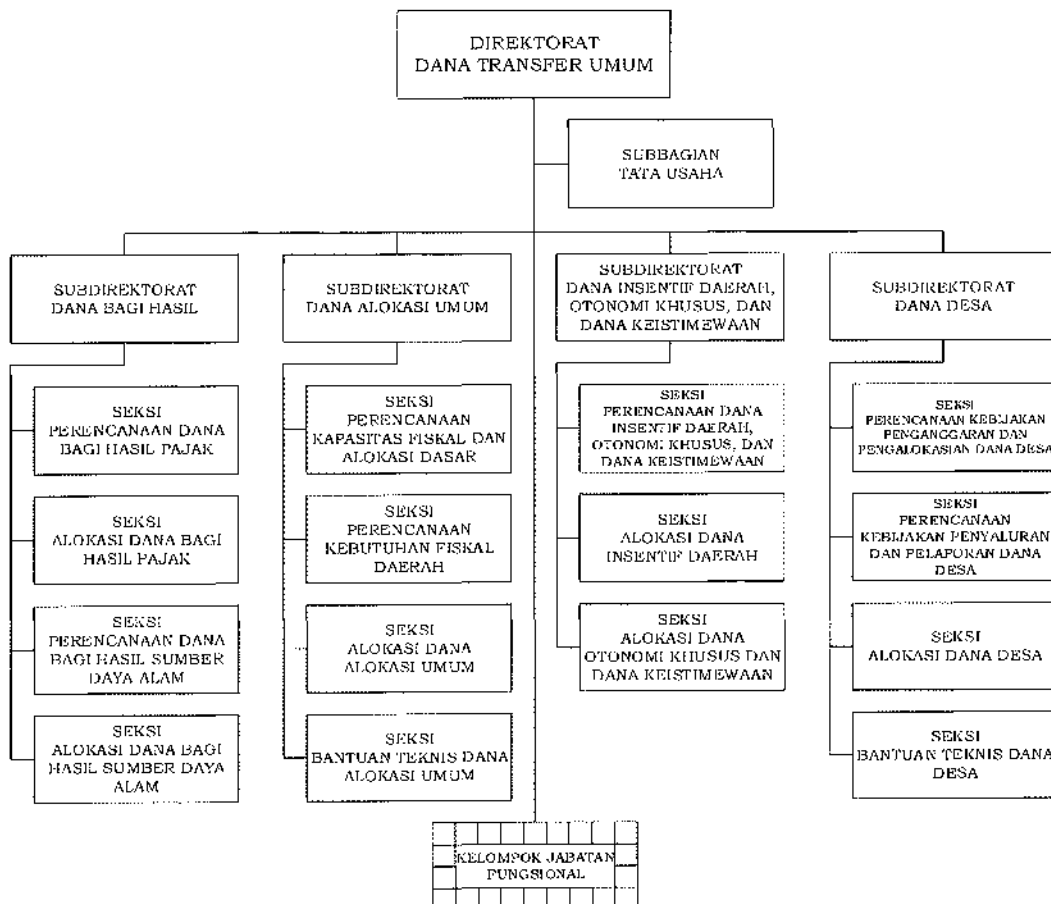 DIREKTORAT
DANA TRANSFER UMUM
SUBBAGIAN
TATA USAHA
SUBDIREKTORAT
DANA BAGI HASIL
SUBDIREKTORAT
DANA ALOKASI UMUM
SUBDIREKTORAT
DANA INSENTIF DAERAH,
OTONOMI KHUSUS, DAN
DANA KEISTIMEWAAN
SUBDIREKTORAT
DANA DESA
SEKSI
PERENCANAAN DANA
BAGI HASIL PAJAK
SEKSI
ALOKASI DANA BAGI
HASIL PAJAK
SEKSI
PERENCANAAN DANA
BAGI HASIL SUMBER
DAYA ALAM
SEKSI
ALOKASI DANA BAGI
HASIL SUMBER DAYA
ALAM
SEKSI
PERENCANAAN
KAPASITAS FISKAL DAN
ALOKASI DASAR
SEKSI
PERENCANAAN
KEBUTUHAN FISKAL
DAERAH
SEKSI
ALOKASI DANA
ALOKASI UMUM
SEKSI
BANTUAN TEKNIS DANA
ALOKASI UMUM
SEKSI
PERENCANAAN DANA
INSENTIF DAERAH,
OTONOMI KHUSUS, DAN
DANA KEISTIMEWAAN
SEKSI
ALOKASI DANA
INSENTIF DAERAH
SEKSI
ALOKASI DANA
OTONOMI KHUSUS DAN
DANA KEISTIMEWAAN
SEKSI
PERENCANAAN KEBIJAKAN
PENGANGGARAN DAN
PENGALOKASIAN DANA DESA
SEKSI
PERENCANAAN
KEBIJAKAN PENYALURAN
DAN PELAPORAN DANA
DESA
SEKSI
ALOKASI DANA DESA
SEKSI
BANTUAN TEKNIS DANA
DESA
KELOMPOK JABATAN
FUNGSIONAL